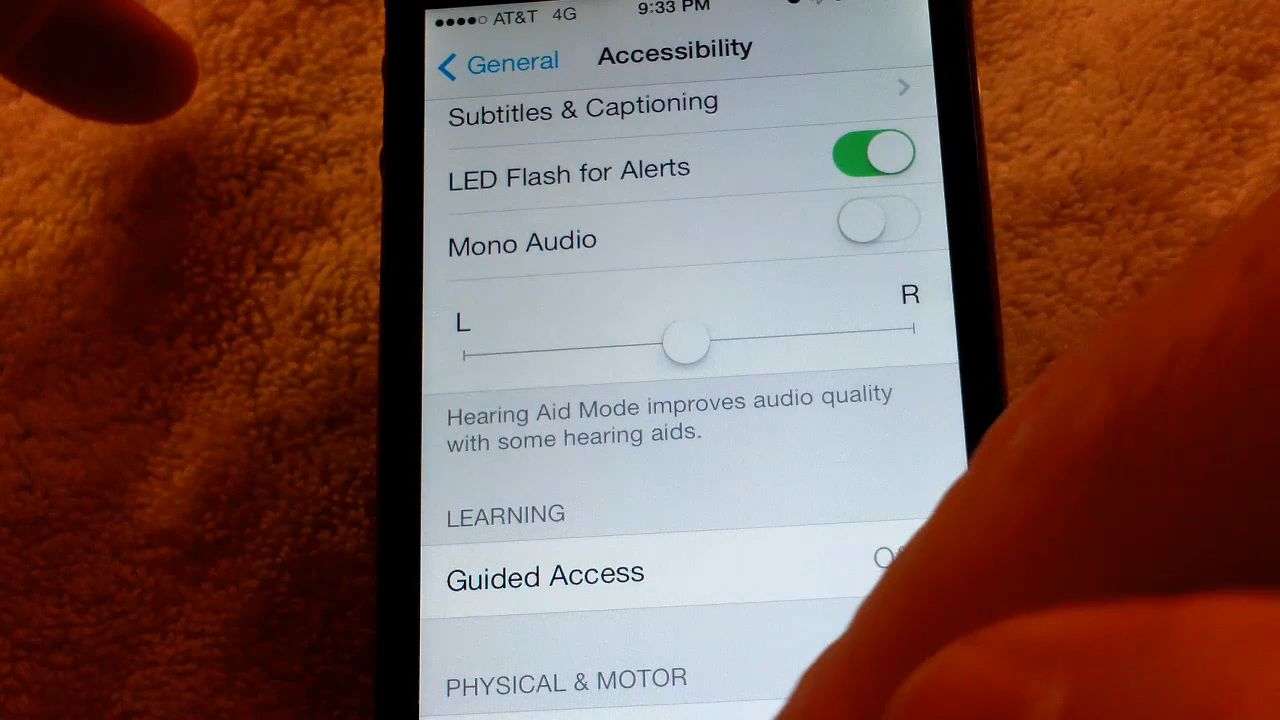 AT&T 4G 9:33 PM
General Accessibility
Subtitles & Captioning
LED Flash for Alerts
Mono Audio
L R
Hearing Aid Mode improves audio quality
with some hearing aids.
LEARNING
Guided Access
PHYSICAL & MOTOR